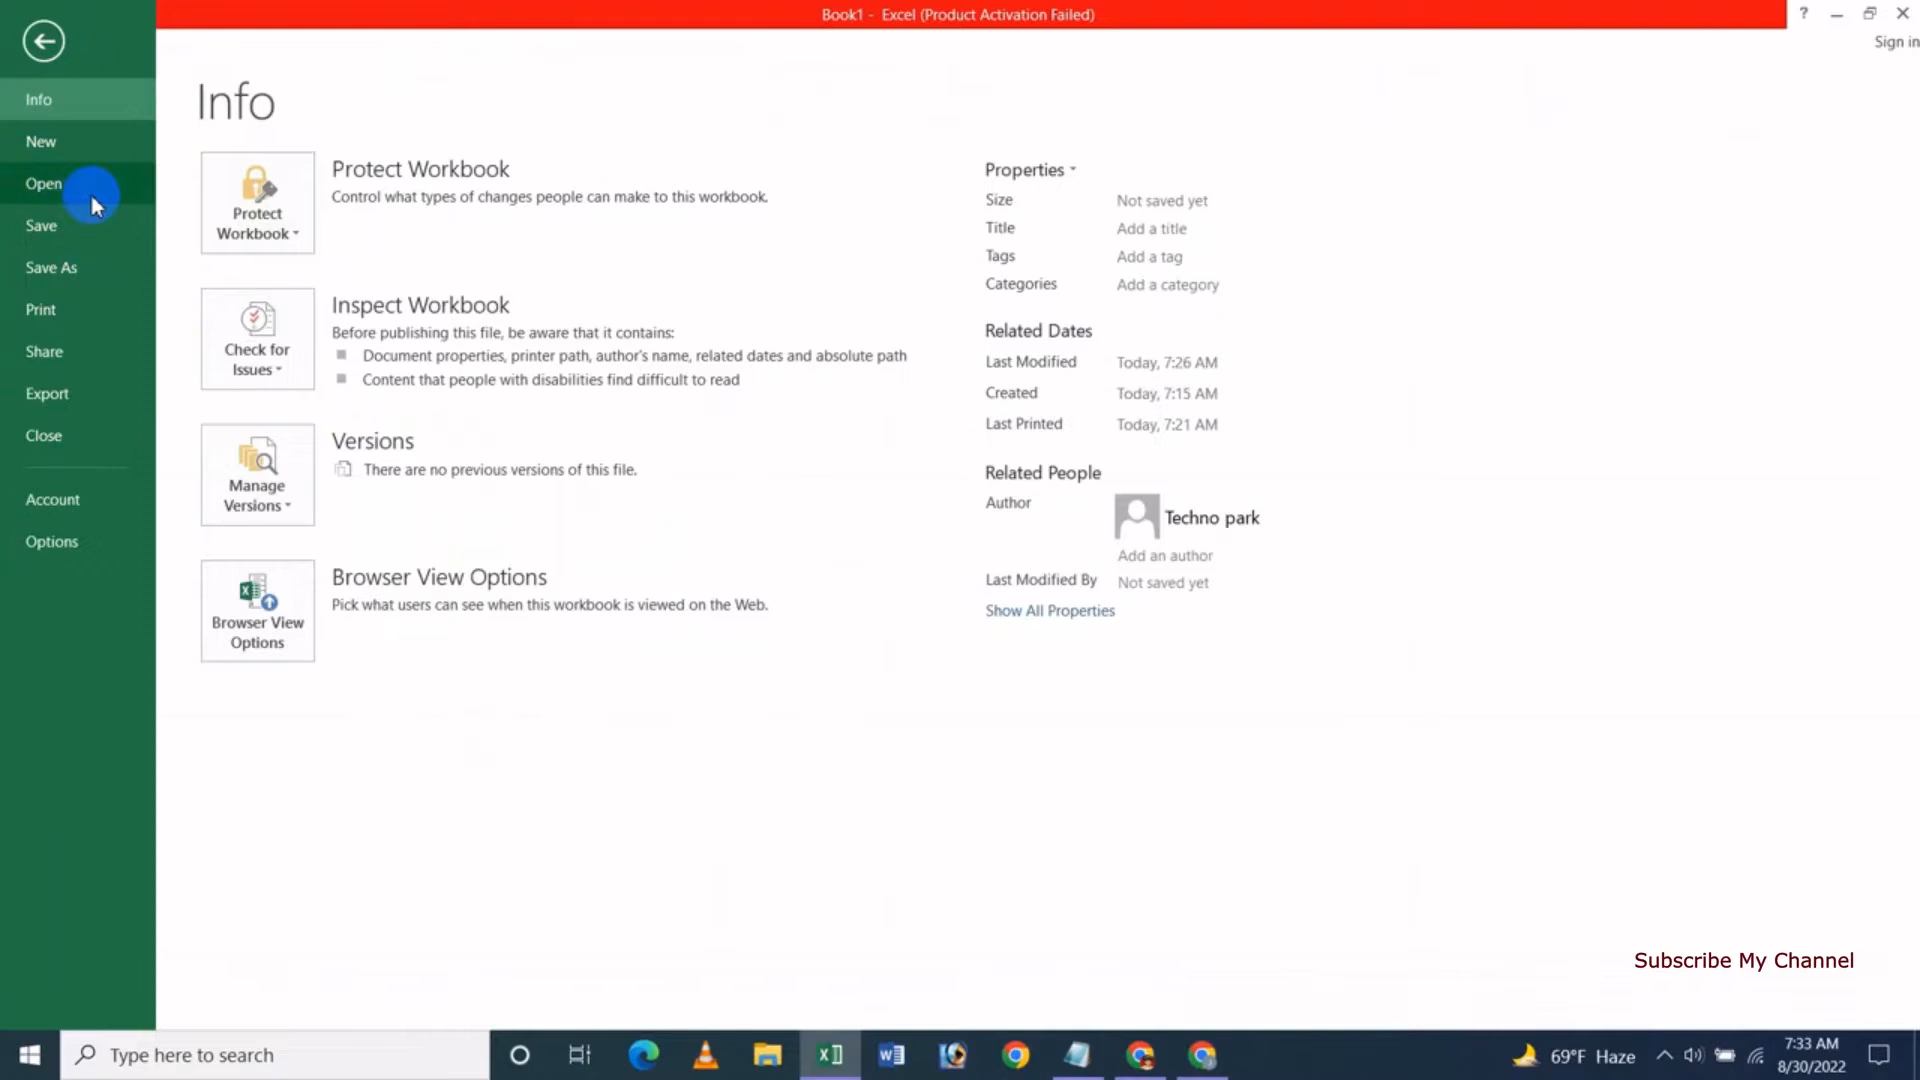 Book1 - Excel (Product Activation Failed)
?
Sign in
Info
New
Open
Save
Save As
Print
Share
Export
Close
Account
Options
Info
Protect
Workbook
Protect Workbook
Control what types of changes people can make to this workbook.
Check for
Issues
Inspect Workbook
Before publishing this file, be aware that it contains:
Document properties, printer path, author's name, related dates and absolute path
Content that people with disabilities find difficult to read
Manage
Versions
Versions
There are no previous versions of this file.
Browser View
Options
Browser View Options
Pick what users can see when this workbook is viewed on the Web.
Properties
Size Not saved yet
Title Add a title
Tags Add a tag
Categories Add a category
Related Dates
Last Modified Today, 7:26 AM
Created Today, 7:15 AM
Last Printed Today, 7:21 AM
Related People
Author Techno park
Add an author
Last Modified By Not saved yet
Show All Properties
Subscribe My Channel
Type here to search
69°F Haze
7:33 AM
8/30/2022